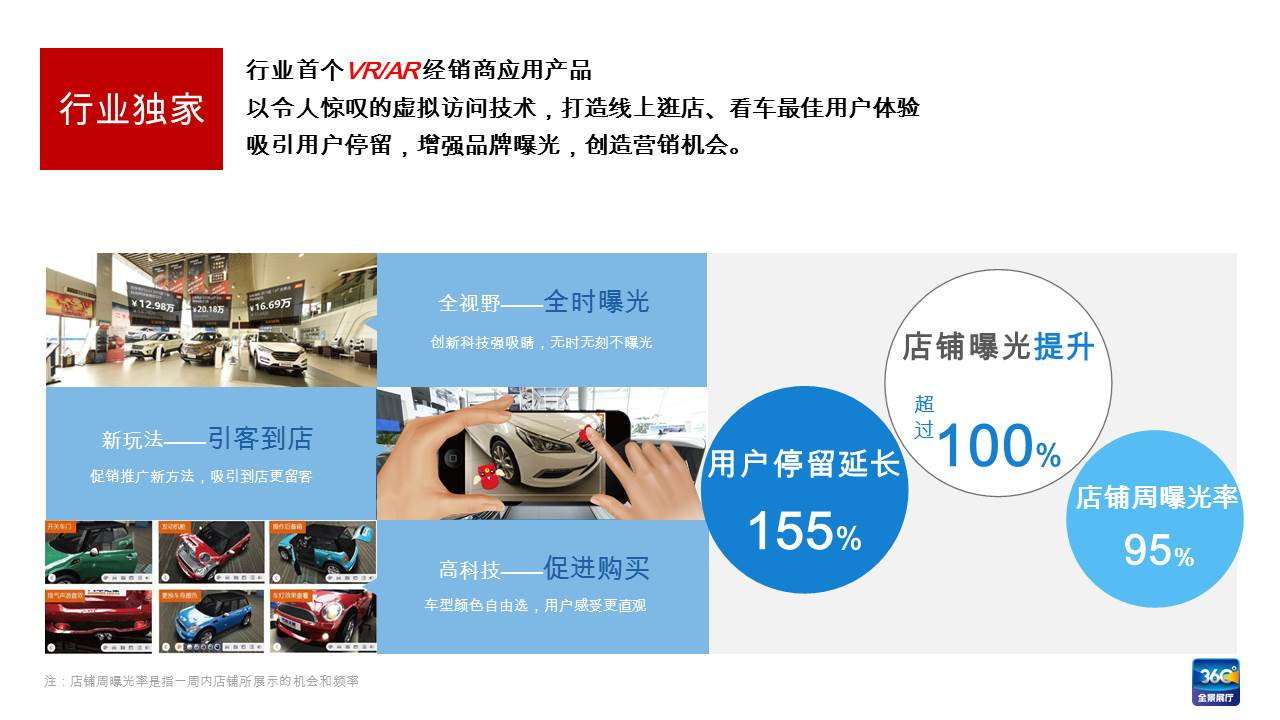 行业独家
行业首个VR/AR经销商应用产品
以令人惊叹的虚拟访问技术，打造线上逛店、看车最佳用户体验
吸引用户停留，增强品牌曝光，创造营销机会。
￥12.98万
￥20.18万
￥16.69万
全视野——全时曝光
创新科技强吸睛，无时无刻不曝光
新玩法——引客到店
促销推广新方法，吸引到店更留客
开关车门
发动机舱
操作后备箱
排气声浪音效
更换车身颜色
车灯效果查看
高科技——促进购买
车型颜色自由选，用户感受更直观
店铺曝光提升
超过
100%
用户停留延长
155%
店铺周曝光率
95%
注：店铺周曝光率是指一周内店铺所展示的机会和频率
360°
全景展厅